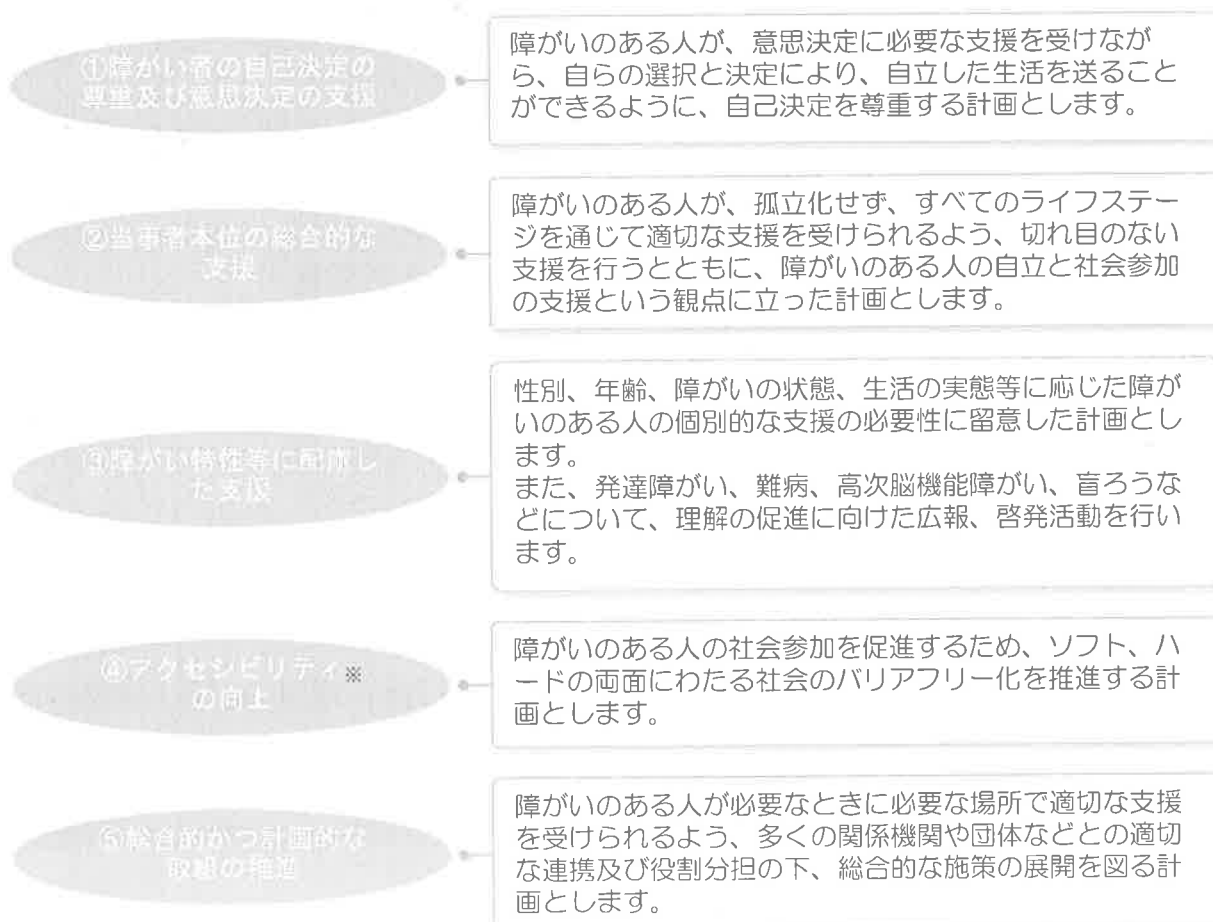 ①障がい者の自己決定の
尊重及び意思決定の支援
障がいのある人が、意思決定に必要な支援を受けなが
ら、自らの選択と決定により、自立した生活を送ること
ができるように、自己決定を尊重する計画とします。
②当事者本位の総合的な
支援
障がいのある人が、孤立化せず、すべてのライフステー
ジを通じて適切な支援を受けられるよう、切れ目のない
支援を行うとともに、障がいのある人の自立と社会参加
の支援という観点に立った計画とします。
③障がい特性等に配慮し
た支援
性別、年齢、障がいの状態、生活の実態等に応じた障が
いのある人の個別的な支援の必要性に留意した計画とし
ます。
また、発達障がい、難病、高次脳機能障がい、盲ろうな
どについて、理解の促進に向けた広報、啓発活動を行い
ます。
④アクセシビリティ※
の向上
障がいのある人の社会参加を促進するため、ソフト、ハ
ードの両面にわたる社会のバリアフリー化を推進する計
画とします。
⑤総合的かつ計画的な
取組の推進
障がいのある人が必要なときに必要な場所で適切な支援
を受けられるよう、多くの関係機関や団体などとの適切
な連携及び役割分担の下、総合的な施策の展開を図る計
画とします。